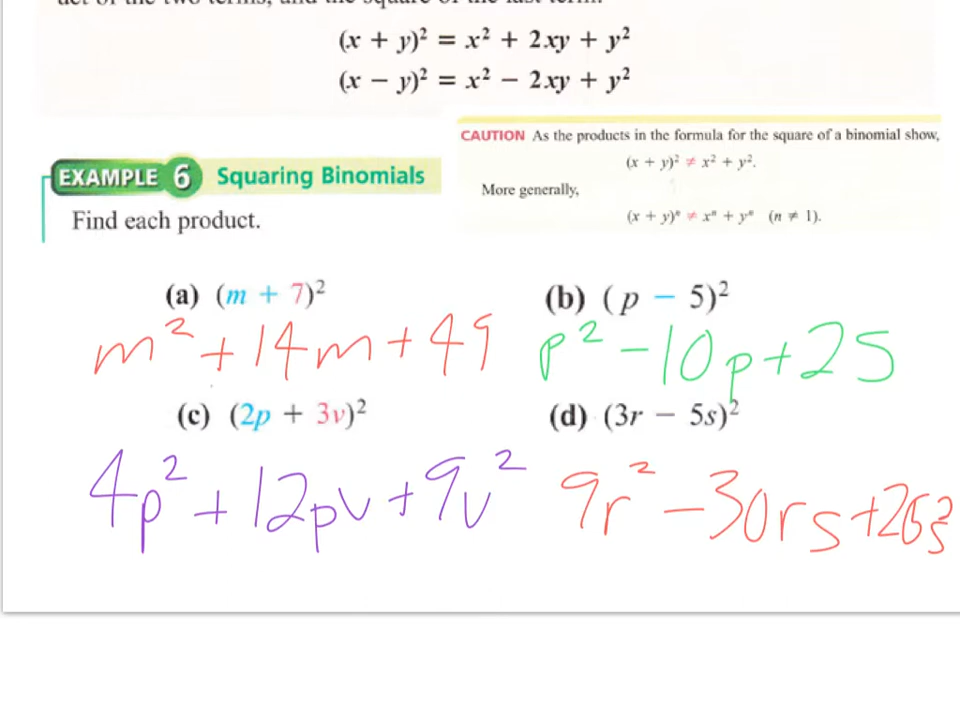 (x + y)² = x² + 2xy + y²
(x − y)² = x² − 2xy + y²
CAUTION As the products in the formula for the square of a binomial show,
(x + y)² ≠ x² + y².
More generally,
(x + y)ⁿ ≠ xⁿ + yⁿ (n ≠ 1).
EXAMPLE 6 Squaring Binomials
Find each product.
(a) (m + 7)²
(b) (p − 5)²
m² + 14m + 49
p² − 10p + 25
(c) (2p + 3v)²
(d) (3r − 5s)²
4p² + 12pv + 9v²
9r² − 30rs +